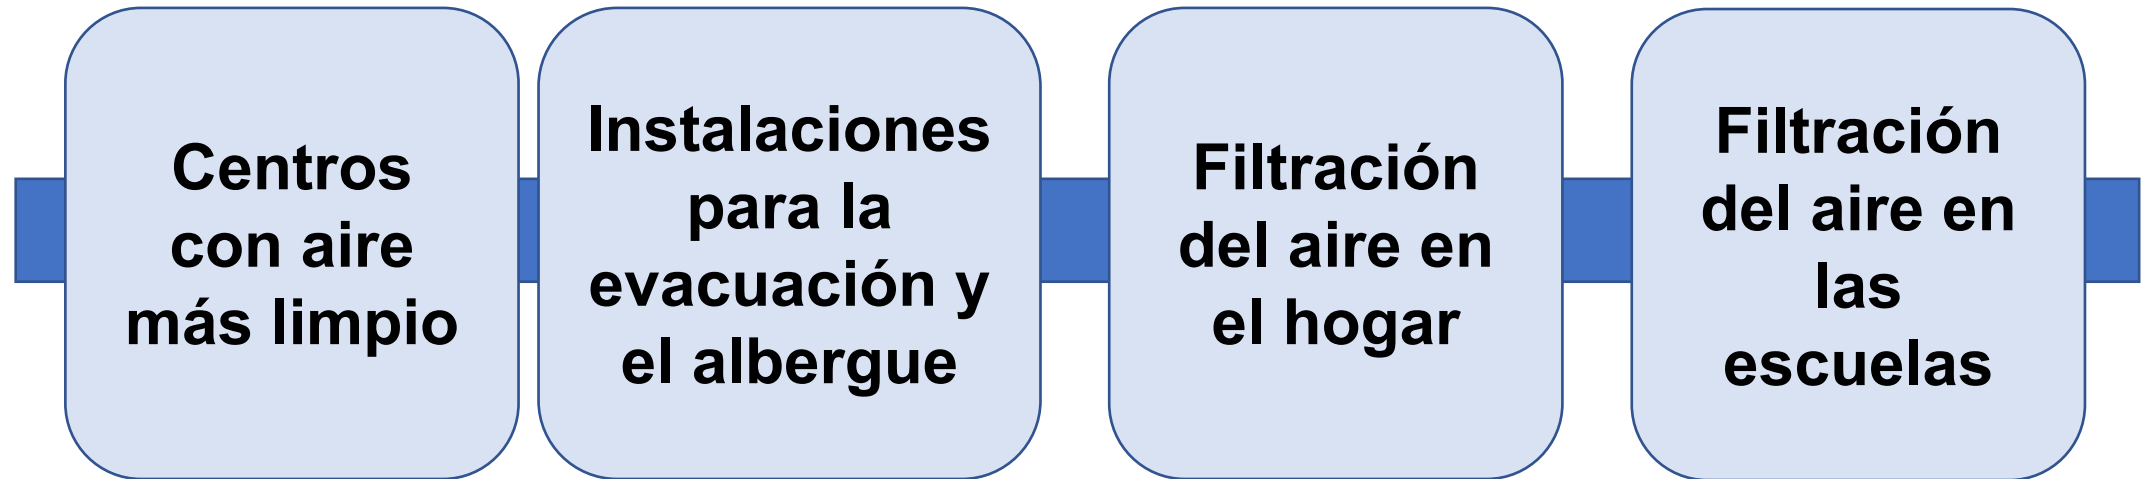 Centros
con aire
más limpio
Instalaciones
para la
evacuación y
el albergue
Filtración
del aire en
el hogar
Filtración
del aire en
las
escuelas